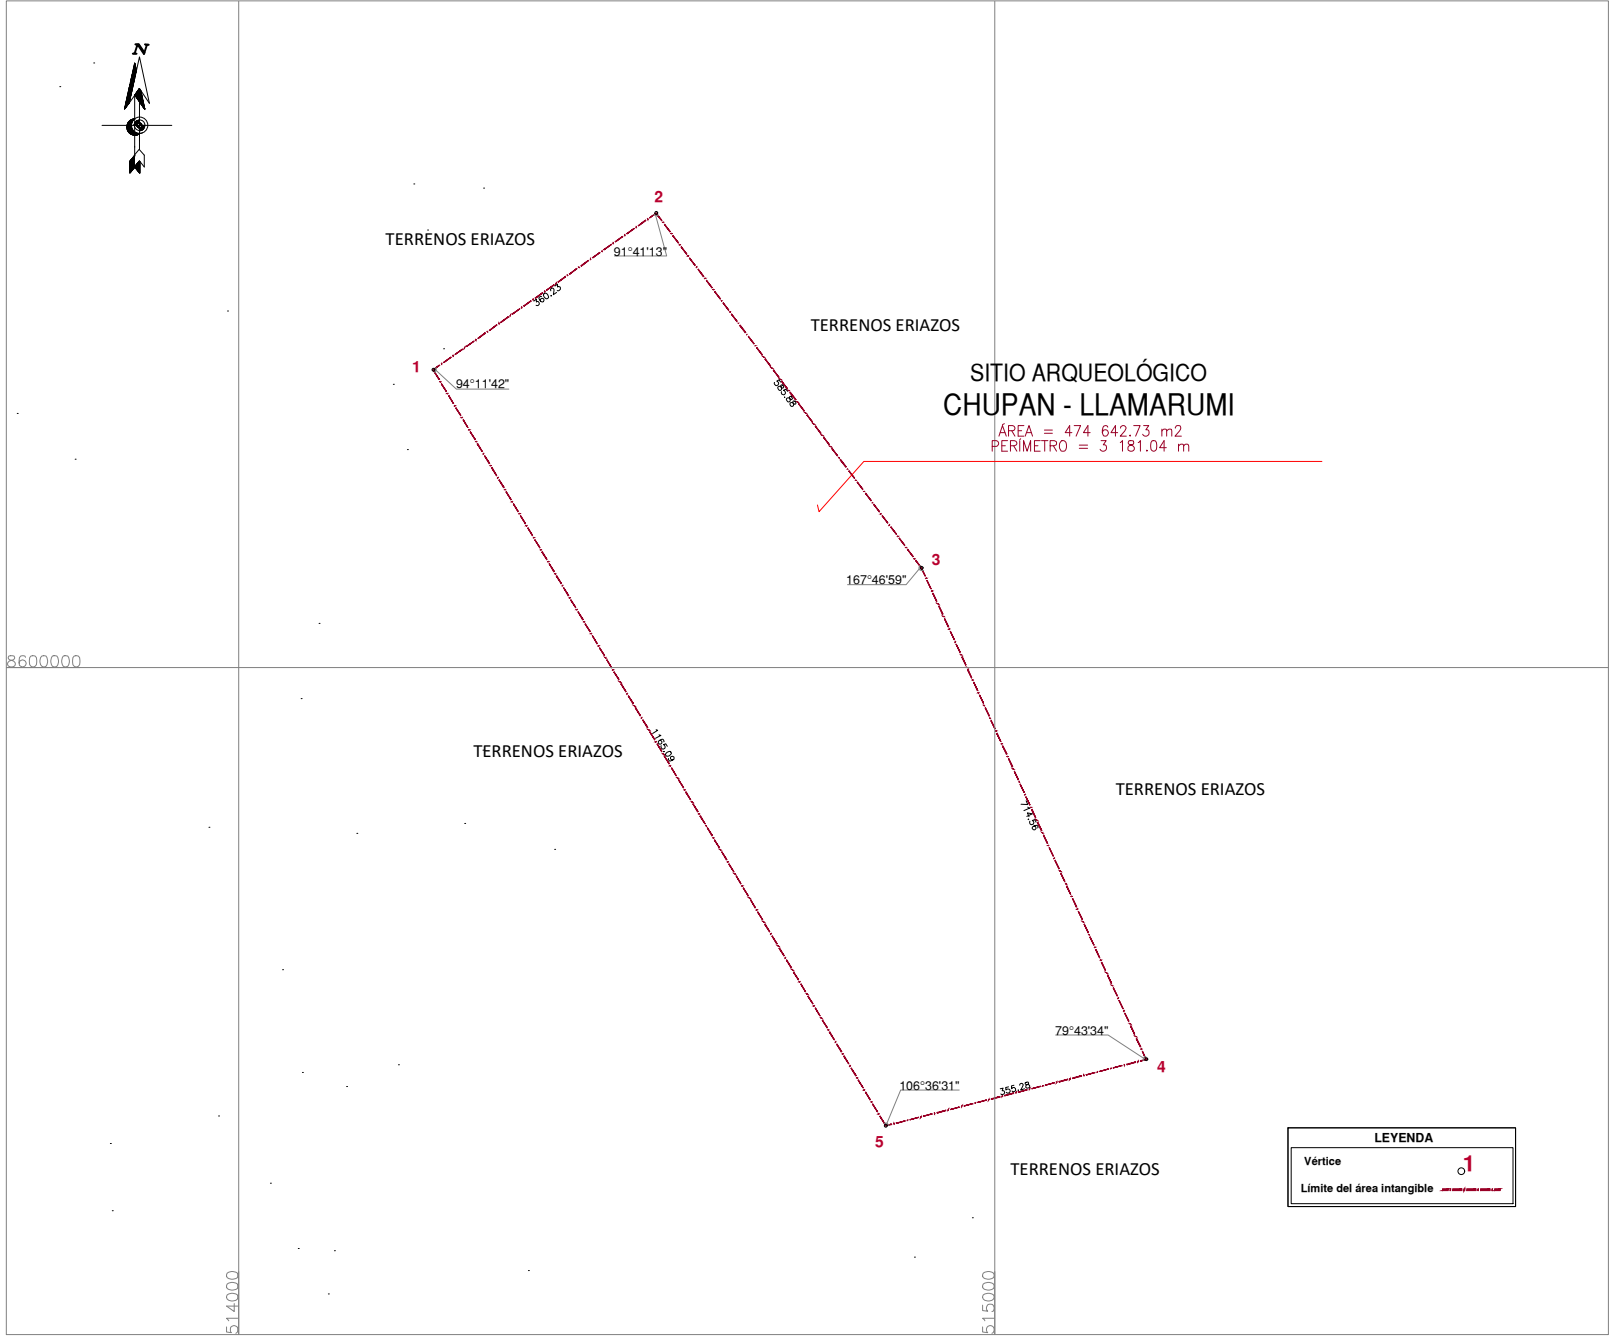 N
2
TERRENOS ERIAZOS
91°41'13"
360.23
TERRENOS ERIAZOS
1
94°11'42"
585.88
SITIO ARQUEOLÓGICO
CHUPAN - LLAMARUMI
ÁREA = 474 642.73 m2
PERÍMETRO = 3 181.04 m
3
167°46'59"
8600000
TERRENOS ERIAZOS
1165.09
TERRENOS ERIAZOS
714.56
79°43'34"
4
106°36'31"
355.28
5
TERRENOS ERIAZOS
LEYENDA
Vértice 1
Límite del área intangible
514000
515000